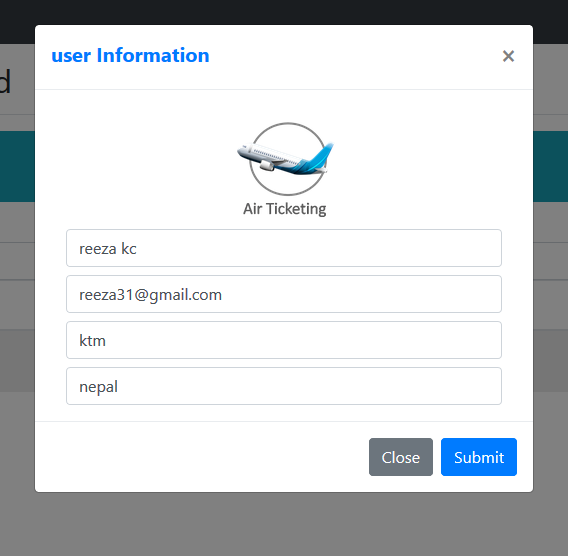 user Information
×
d
Air Ticketing
reeza kc
reeza31@gmail.com
ktm
nepal
Close
Submit